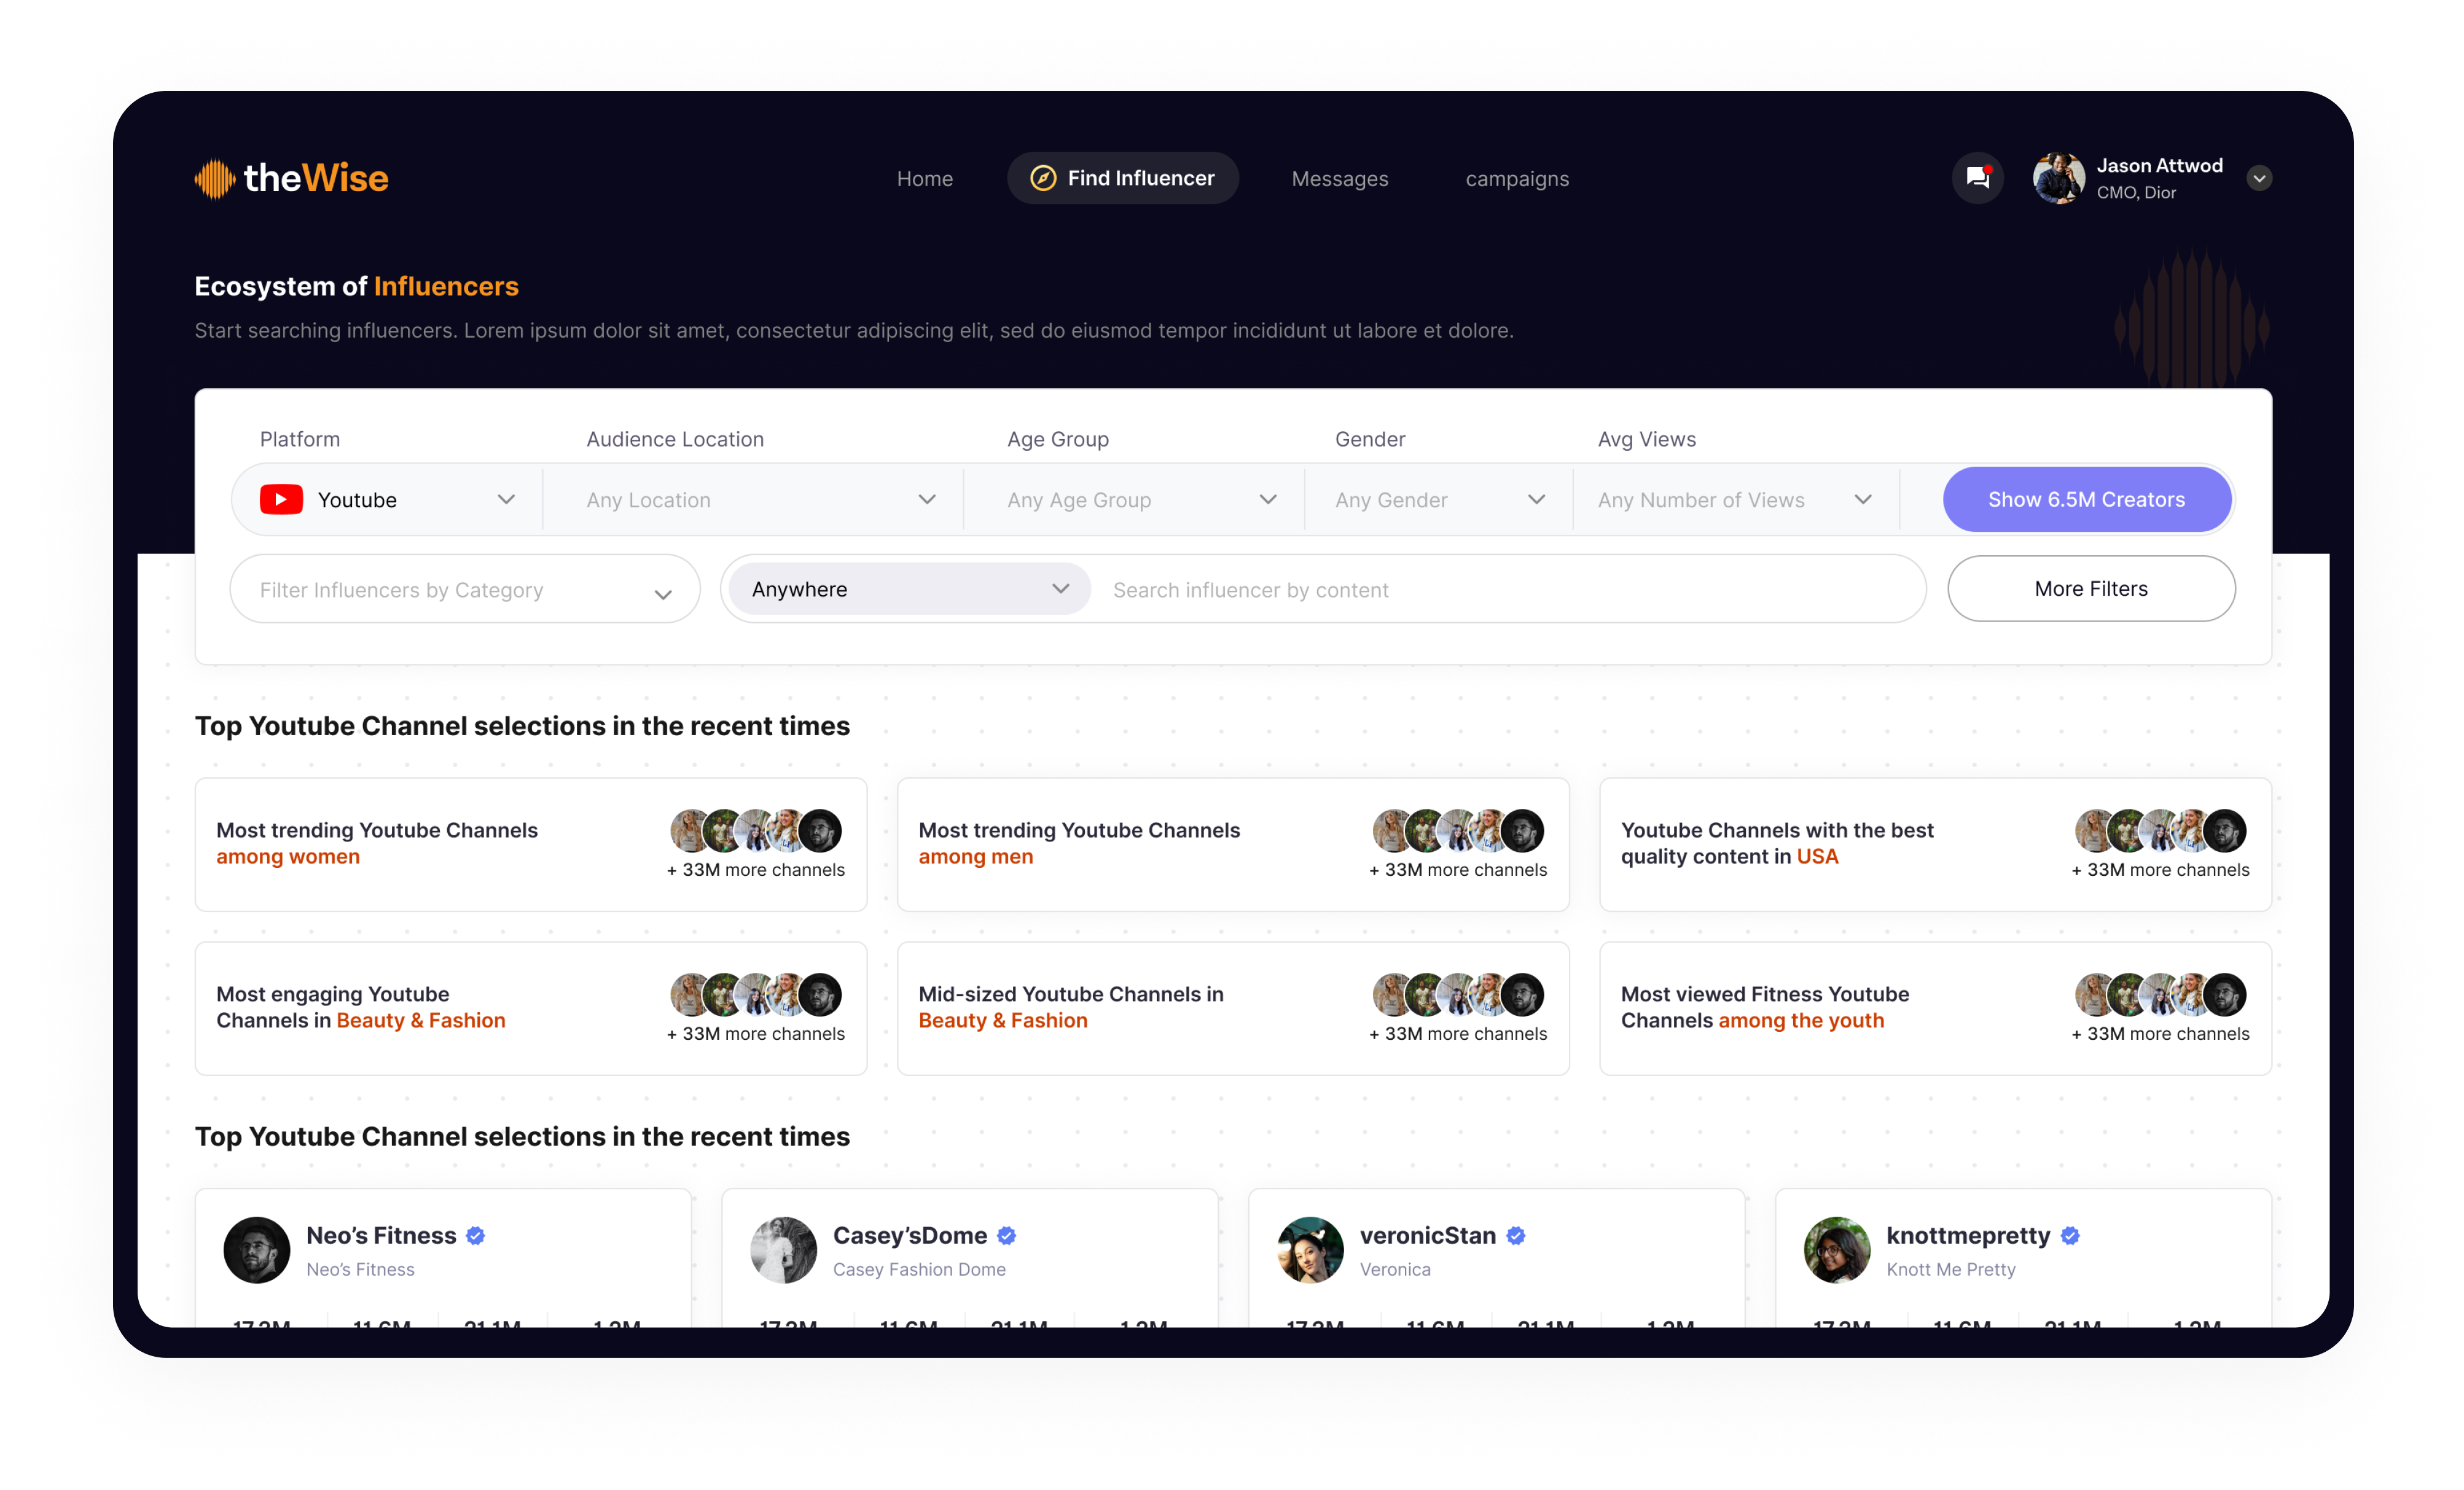 theWise
Home
Find Influencer
Messages
campaigns
Jason Attwod
CMO, Dior
Ecosystem of Influencers
Start searching influencers. Lorem ipsum dolor sit amet, consectetur adipiscing elit, sed do eiusmod tempor incididunt ut labore et dolore.
Platform
Audience Location
Age Group
Gender
Avg Views
Youtube
Any Location
Any Age Group
Any Gender
Any Number of Views
Show 6.5M Creators
Filter Influencers by Category
Anywhere
Search influencer by content
More Filters
Top Youtube Channel selections in the recent times
Most trending Youtube Channels
among women
+ 33M more channels
Most trending Youtube Channels
among men
+ 33M more channels
Youtube Channels with the best
quality content in USA
+ 33M more channels
Most engaging Youtube
Channels in Beauty & Fashion
+ 33M more channels
Mid-sized Youtube Channels in
Beauty & Fashion
+ 33M more channels
Most viewed Fitness Youtube
Channels among the youth
+ 33M more channels
Top Youtube Channel selections in the recent times
Neo’s Fitness
Neo’s Fitness
Casey’sDome
Casey Fashion Dome
veronicStan
Veronica
knottmepretty
Knott Me Pretty